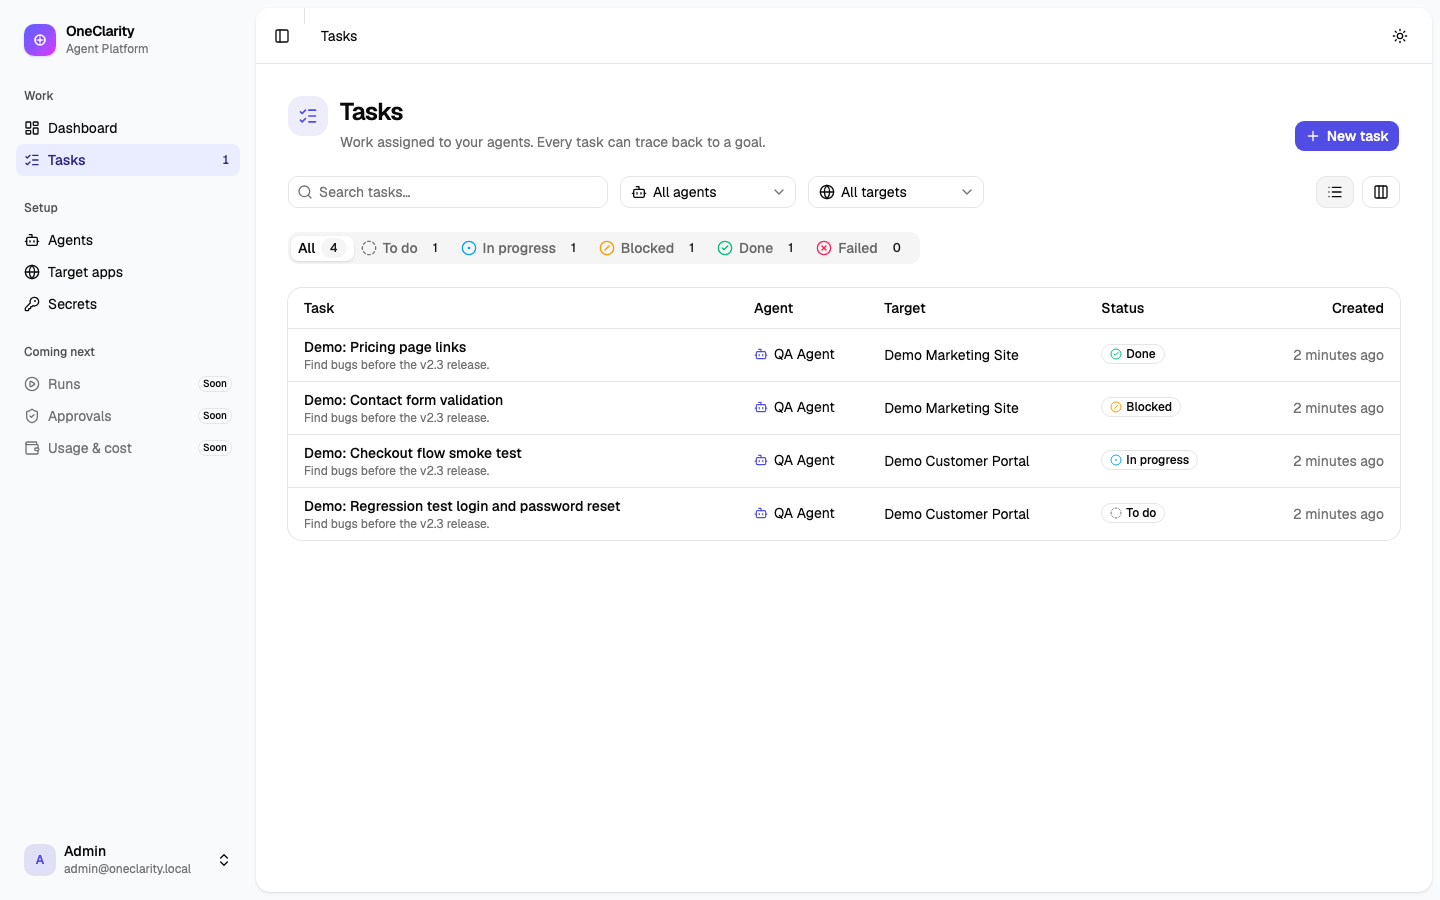 OneClarity
Agent Platform
Work
Dashboard
Tasks 1
Setup
Agents
Target apps
Secrets
Coming next
Runs Soon
Approvals Soon
Usage & cost Soon
A
Admin
admin@oneclarity.local
Tasks
Tasks
Work assigned to your agents. Every task can trace back to a goal.
New task
Search tasks... All agents All targets
All 4 To do 1 In progress 1 Blocked 1 Done 1 Failed 0
Task Agent Target Status Created
Demo: Pricing page links QA Agent Demo Marketing Site Done 2 minutes ago
Find bugs before the v2.3 release.
Demo: Contact form validation QA Agent Demo Marketing Site Blocked 2 minutes ago
Find bugs before the v2.3 release.
Demo: Checkout flow smoke test QA Agent Demo Customer Portal In progress 2 minutes ago
Find bugs before the v2.3 release.
Demo: Regression test login and password reset QA Agent Demo Customer Portal To do 2 minutes ago
Find bugs before the v2.3 release.